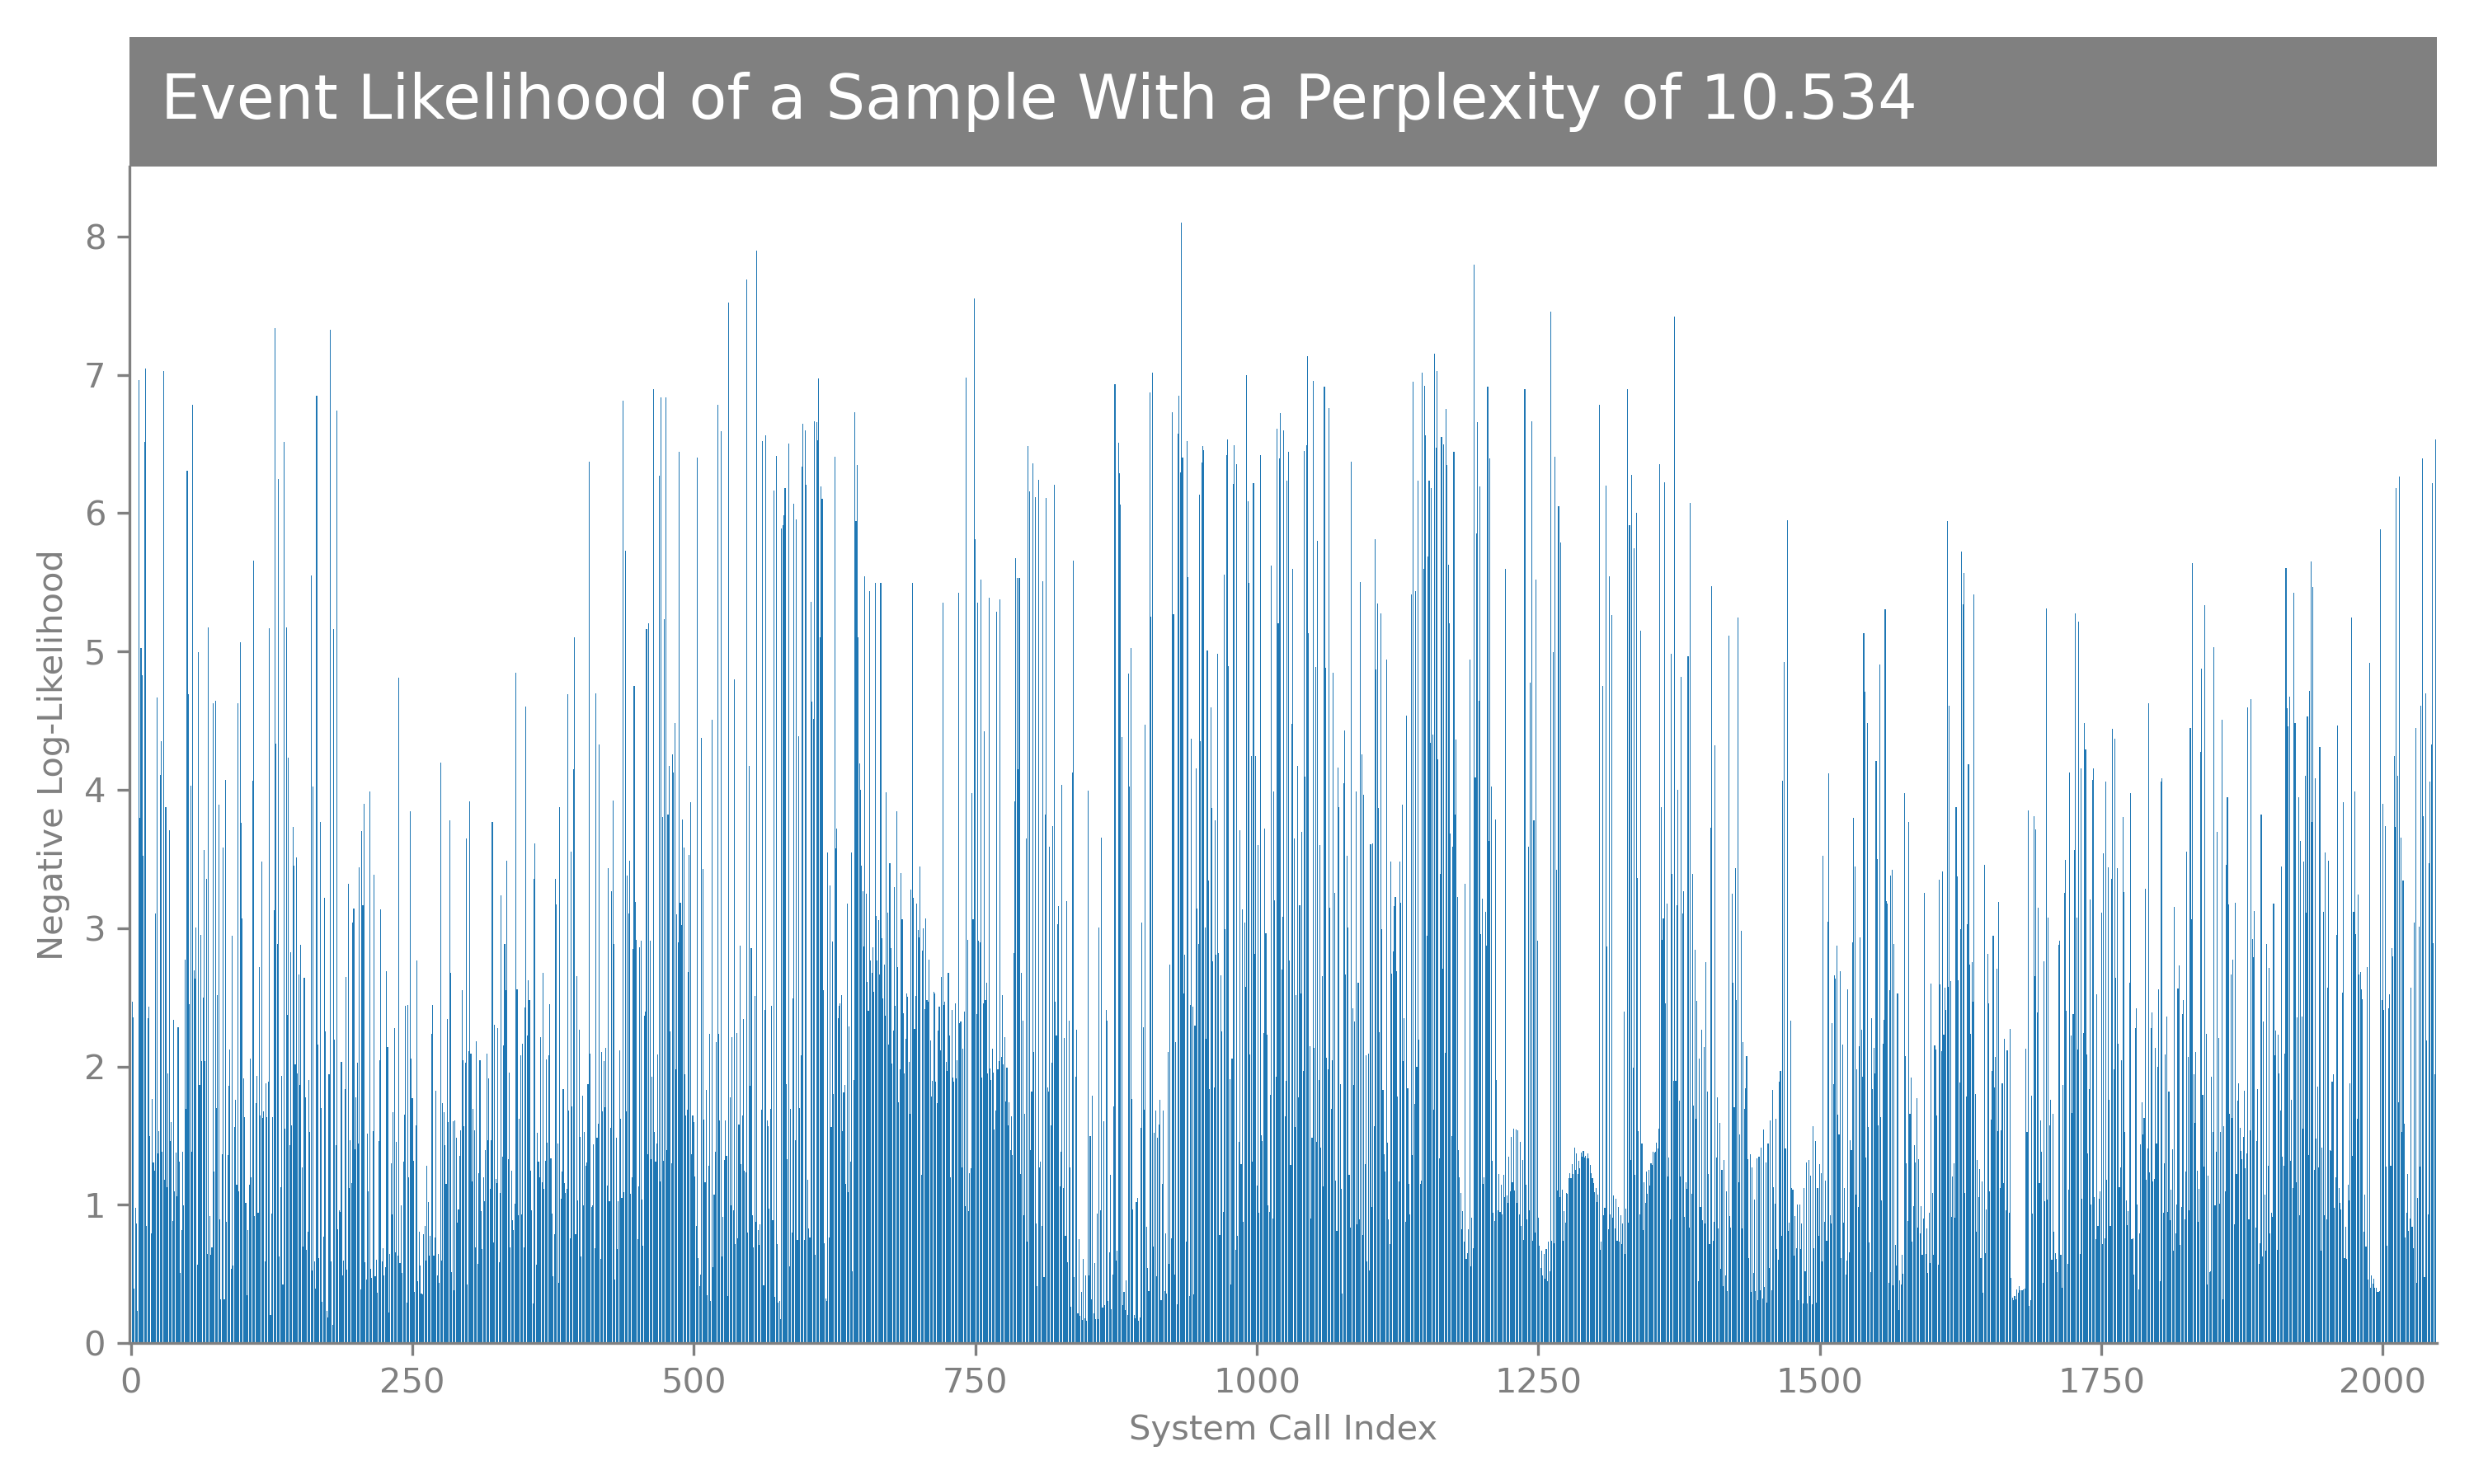 Event Likelihood of a Sample With a Perplexity of 10.534
8
7
6
5
4
3
2
1
0
Negative Log-Likelihood
0 250 500 750 1000 1250 1500 1750 2000
System Call Index